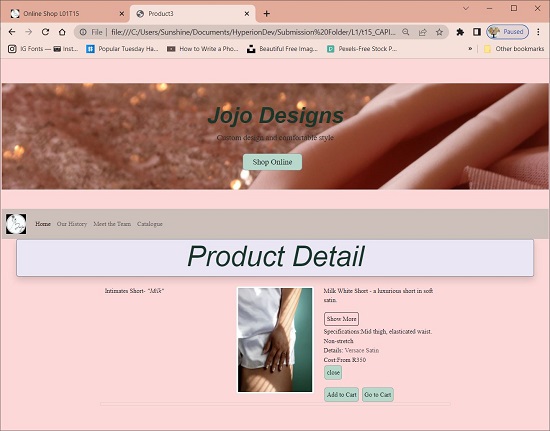 Online Shop L01T15
Product3
File | file:///C:/Users/Sunshine/Documents/HyperionDev/Submission%20Folder/L1/t15_CAPI...
Paused
IG Fonts — — Inst...
Popular Tuesday Ha...
How to Write a Pho...
Beautiful Free Imag...
Pexels-Free Stock P...
»
Other bookmarks
Jojo Designs
Custom design and comfortable style
Shop Online
Home Our History Meet the Team Catalogue
Product Detail
Intimates Short- "Milk"
Milk White Short - a luxurious short in soft
satin.
Show More
Specifications:Mid thigh, elasticated waist.
Non-stretch
Details: Versace Satin
Cost:From R350
close
Add to Cart Go to Cart